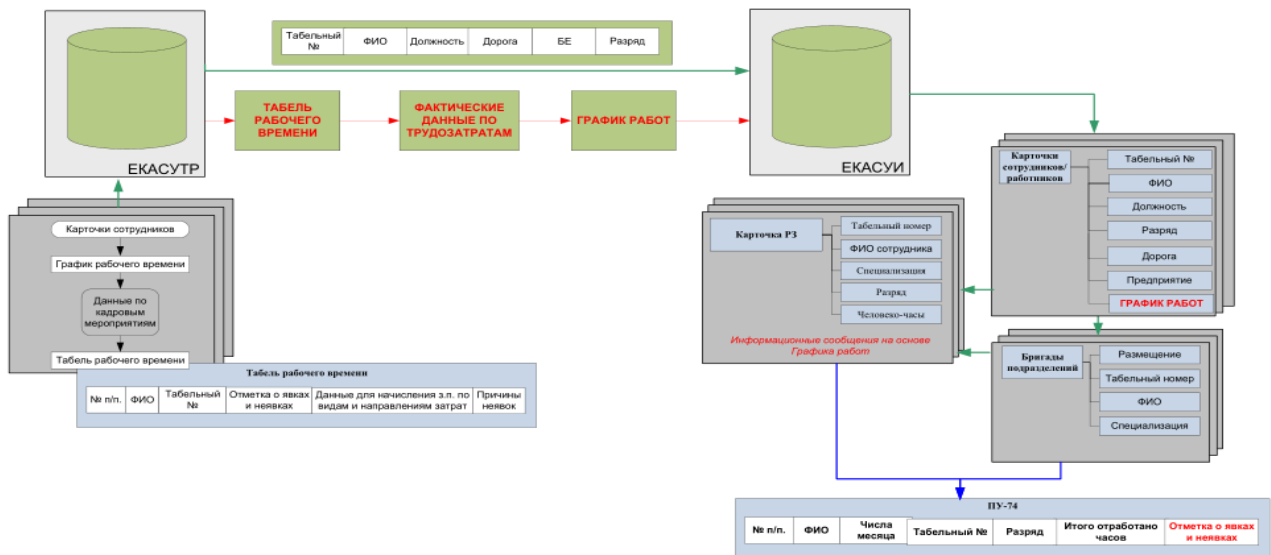 Табельный
№
ФИО
Должность
Дорога
БЕ
Разряд
ТАБЕЛЬ
РАБОЧЕГО
ВРЕМЕНИ
ФАКТИЧЕСКИЕ
ДАННЫЕ ПО
ТРУДОЗАТРАТАМ
ГРАФИК РАБОТ
ЕКАСУТР
ЕКАСУИ
Карточки сотрудников
График рабочего времени
Данные по
кадровым
мероприятиям
Табель рабочего времени
Табель рабочего времени
№ п/п.
ФИО
Табельный
№
Отметка о явках
и неявках
Данные для начисления з.п. по
видам и направлениям затрат
Причины
неявок
Карточки
сотрудников/
работников
Табельный №
ФИО
Должность
Разряд
Дорога
Предприятие
ГРАФИК РАБОТ
Карточка РЗ
Табельный номер
ФИО сотрудника
Специализация
Разряд
Человеко-часы
Информационные сообщения на основе
Графика работ
Бригады
подразделений
Размещение
Табельный номер
ФИО
Специализация
ПУ-74
№ п/п.
ФИО
Числа
месяца
Табельный №
Разряд
Итого отработано
часов
Отметка о явках
и неявках